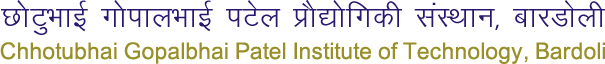 छोटुभाई गोपालभाई पटेल प्रौद्योगिकी संस्थान, बारडोली
Chhotubhai Gopalbhai Patel Institute of Technology, Bardoli